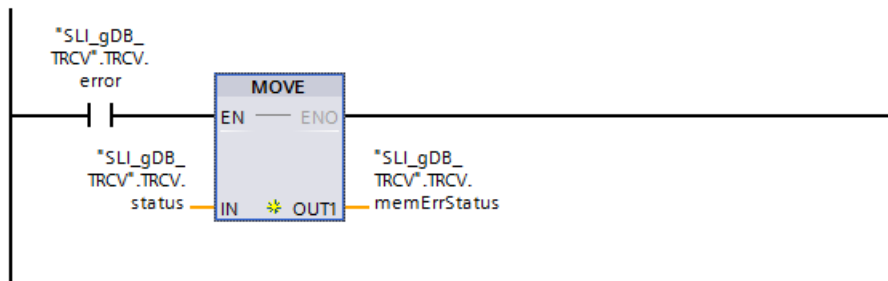 "SLI_gDB_
TRCV".TRCV.
error
MOVE
EN
ENO
"SLI_gDB_
TRCV".TRCV.
status
IN
OUT1
"SLI_gDB_
TRCV".TRCV.
memErrStatus